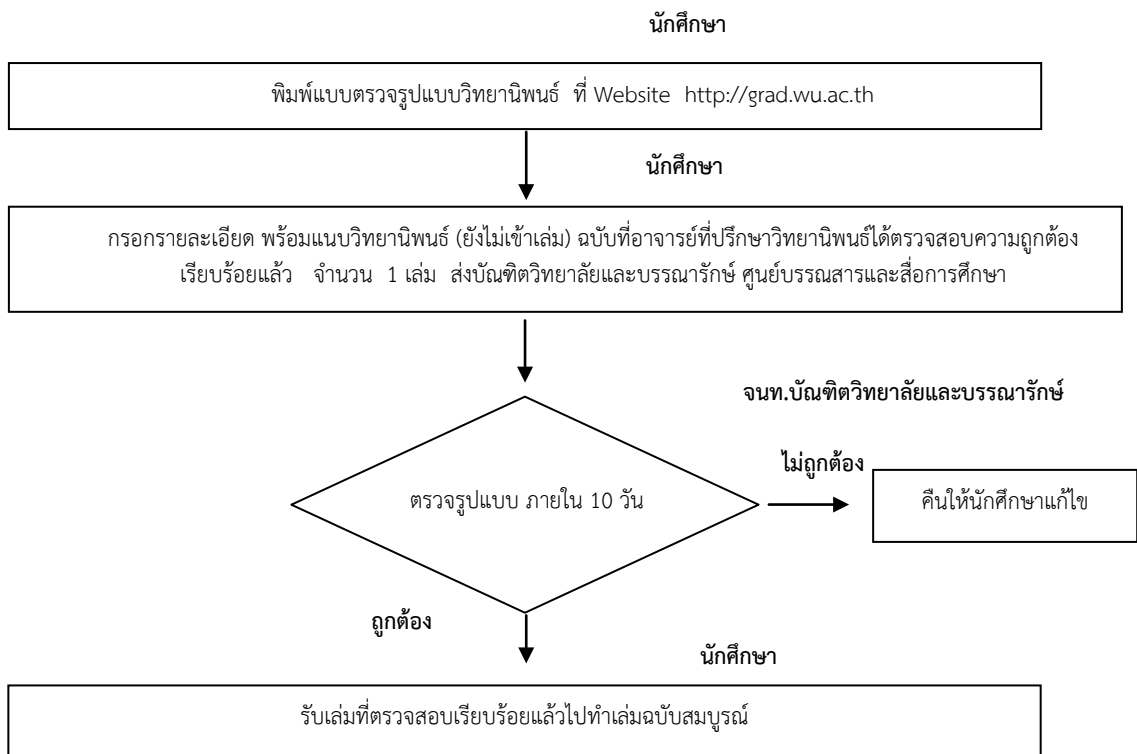 นักศึกษา
พิมพ์แบบตรวจรูปแบบวิทยานิพนธ์ ที่ Website http://grad.wu.ac.th
นักศึกษา
กรอกรายละเอียด พร้อมแนบวิทยานิพนธ์ (ยังไม่เข้าเล่ม) ฉบับที่อาจารย์ที่ปรึกษาวิทยานิพนธ์ได้ตรวจสอบความถูกต้อง
เรียบร้อยแล้ว จำนวน 1 เล่ม ส่งบัณฑิตวิทยาลัยและบรรณารักษ์ ศูนย์บรรณสารและสื่อการศึกษา
จนท.บัณฑิตวิทยาลัยและบรรณารักษ์
ไม่ถูกต้อง
ตรวจรูปแบบ ภายใน 10 วัน
คืนให้นักศึกษาแก้ไข
ถูกต้อง
นักศึกษา
รับเล่มที่ตรวจสอบเรียบร้อยแล้วไปทำเล่มฉบับสมบูรณ์